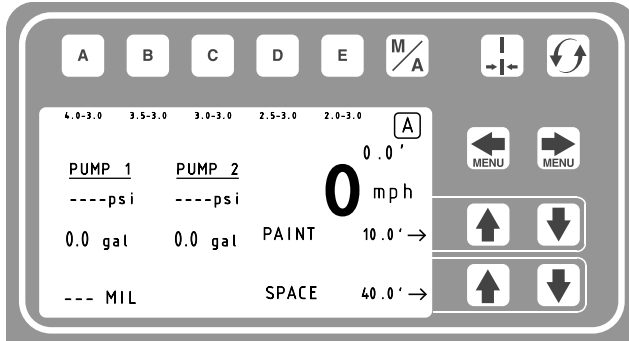 A B C D E M/A
4.0-3.0 3.5-3.0 3.0-3.0 2.5-3.0 2.0-3.0
A
0.0'
MENU MENU
PUMP 1 PUMP 2
0 mph
----psi ----psi
0.0 gal 0.0 gal PAINT 10.0'→
--- MIL SPACE 40.0'→